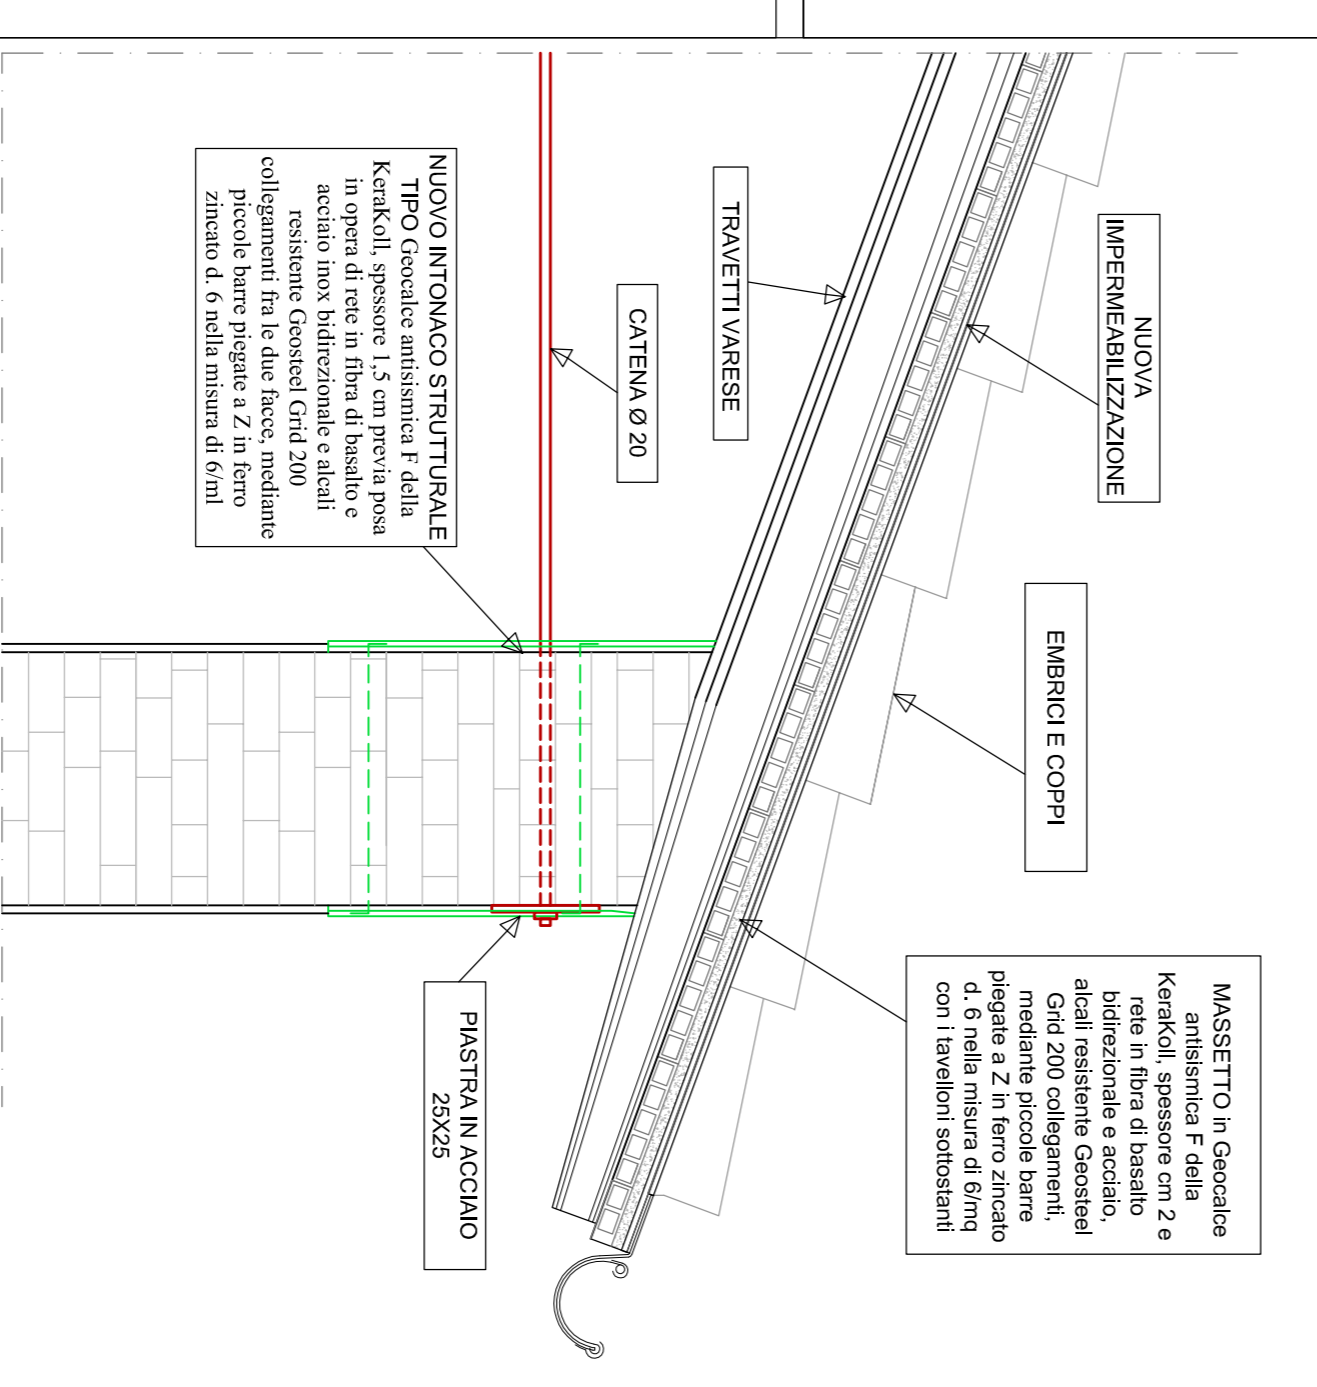 NUOVA
IMPERMEABILIZZAZIONE
EMBRICI E COPPI
MASSETTO in Geocalce
antisismica F della
KeraKoll, spessore cm 2 e
rete in fibra di basalto
bidirezionale e acciaio,
alcali resistente Geosteel
Grid 200 collegamenti,
mediante piccole barre
piegate a Z in ferro zincato
d. 6 nella misura di 6/mq
con i tavelloni sottostanti
TRAVETTI VARESE
CATENA Ø 20
NUOVO INTONACO STRUTTURALE
TIPO Geocalce antisismica F della
KeraKoll, spessore 1,5 cm previa posa
in opera di rete in fibra di basalto e
acciaio inox bidirezionale e alcali
resistente Geosteel Grid 200
collegamenti fra le due facce, mediante
piccole barre piegate a Z in ferro
zincato d. 6 nella misura di 6/ml
PIASTRA IN ACCIAIO
25X25